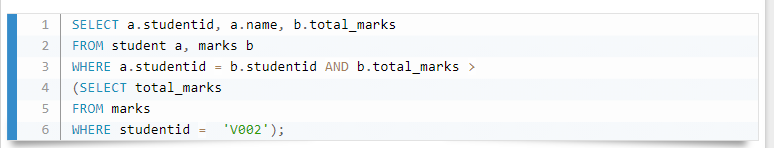 1 SELECT a.studentid, a.name, b.total_marks
2 FROM student a, marks b
3 WHERE a.studentid = b.studentid AND b.total_marks >
4 (SELECT total_marks
5 FROM marks
6 WHERE studentid =  'V002');